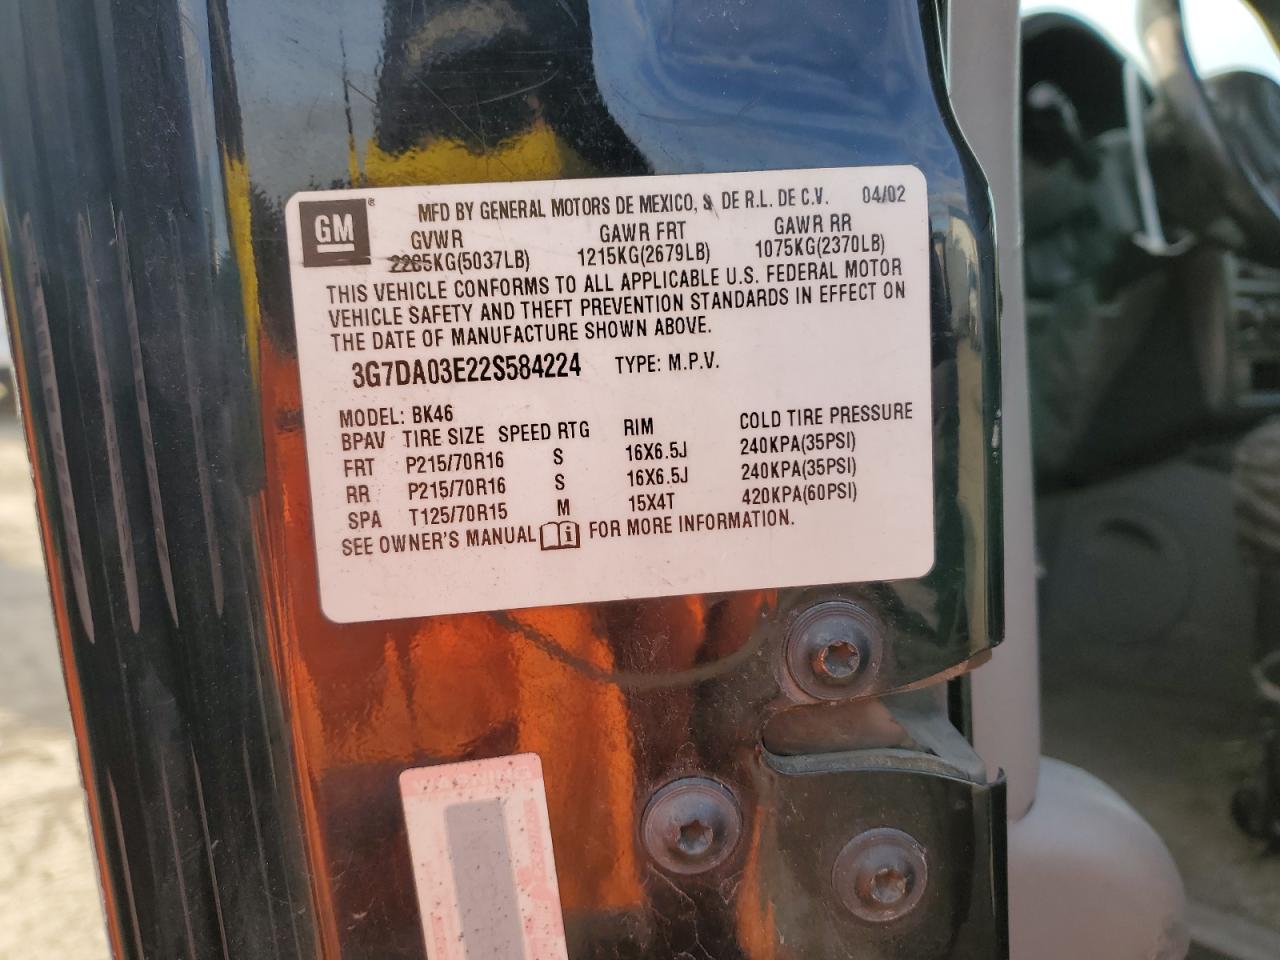 GM ® MFD BY GENERAL MOTORS DE MEXICO, S DE R.L. DE C.V. 04/02
GVWR GAWR FRT GAWR RR
2285KG(5037LB) 1215KG(2679LB) 1075KG(2370LB)
THIS VEHICLE CONFORMS TO ALL APPLICABLE U.S. FEDERAL MOTOR
VEHICLE SAFETY AND THEFT PREVENTION STANDARDS IN EFFECT ON
THE DATE OF MANUFACTURE SHOWN ABOVE.
3G7DA03E22S584224 TYPE: M.P.V.
MODEL: BK46
BPAV TIRE SIZE SPEED RTG RIM COLD TIRE PRESSURE
FRT P215/70R16 S 16X6.5J 240KPA(35PSI)
RR P215/70R16 S 16X6.5J 240KPA(35PSI)
SPA T125/70R15 M 15X4T 420KPA(60PSI)
SEE OWNER'S MANUAL i FOR MORE INFORMATION.
WARNING